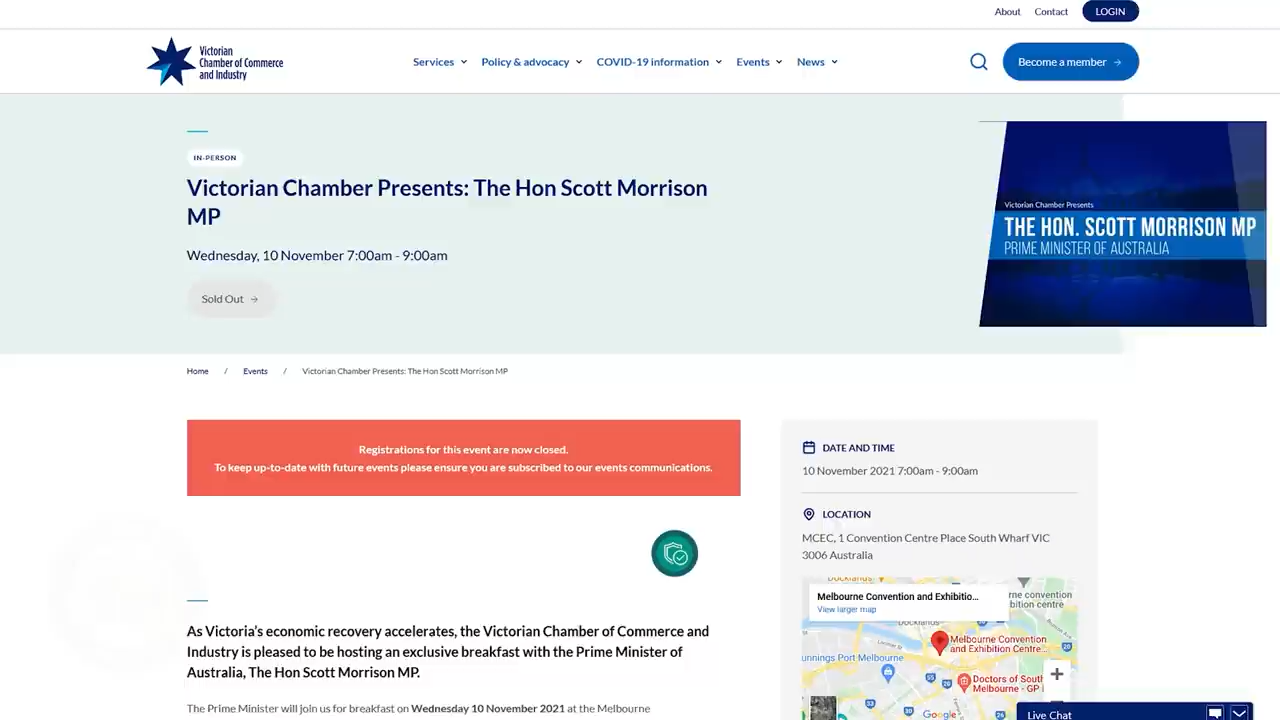 About Contact LOGIN
Victorian
Chamber of Commerce
and Industry
Services Policy & advocacy COVID-19 information Events News
Become a member
IN-PERSON
Victorian Chamber Presents: The Hon Scott Morrison
MP
Wednesday, 10 November 7:00am - 9:00am
Sold Out
Victorian Chamber Presents
THE HON. SCOTT MORRISON MP
PRIME MINISTER OF AUSTRALIA
Home / Events / Victorian Chamber Presents: The Hon Scott Morrison MP
Registrations for this event are now closed.
To keep up-to-date with future events please ensure you are subscribed to our events communications.
As Victoria's economic recovery accelerates, the Victorian Chamber of Commerce and
Industry is pleased to be hosting an exclusive breakfast with the Prime Minister of
Australia, The Hon Scott Morrison MP.
The Prime Minister will join us for breakfast on Wednesday 10 November 2021 at the Melbourne
DATE AND TIME
10 November 2021 7:00am - 9:00am
LOCATION
MCEC, 1 Convention Centre Place South Wharf VIC
3006 Australia
Docklands
Melbourne Convention and Exhibitio...
View larger map
rne convention
bition centre
Docklands
Melbourne Convention
and Exhibition Centre...
unnings Port Melbourne
Doctors of South
Melbourne - GP
Google
Live Chat